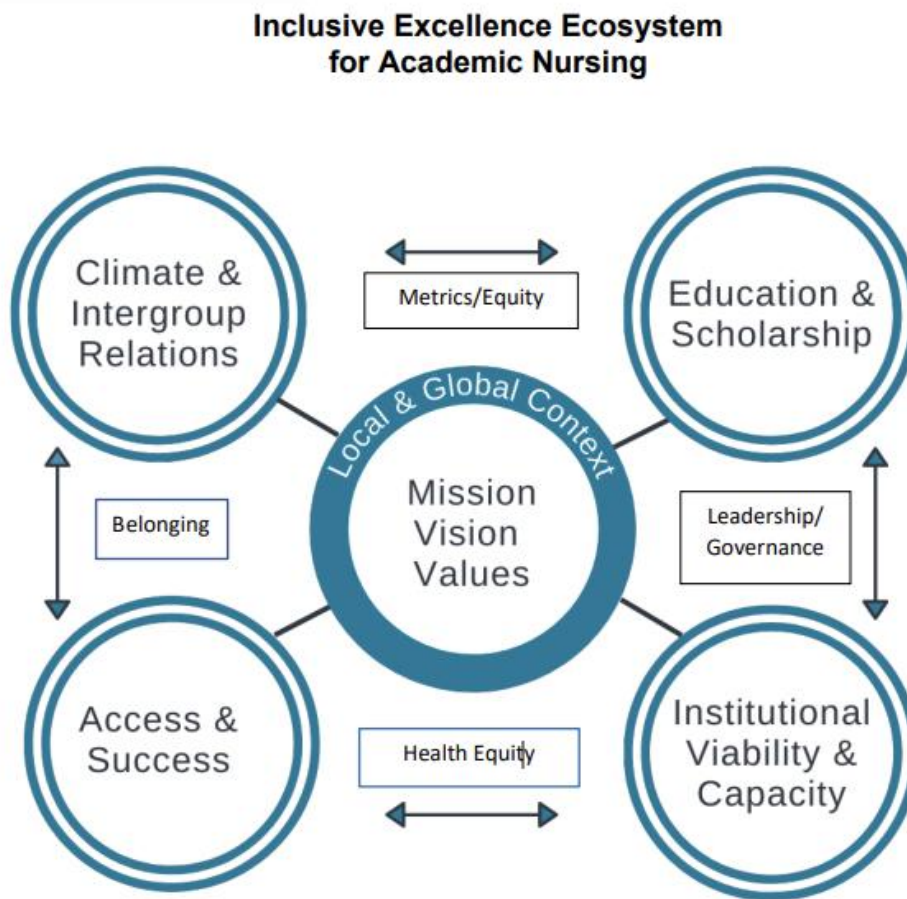 Inclusive Excellence Ecosystem
for Academic Nursing
Climate &
Intergroup
Relations
Metrics/Equity
Education &
Scholarship
Local & Global Context
Mission
Vision
Values
Belonging
Leadership/
Governance
Access &
Success
Health Equity
Institutional
Viability &
Capacity